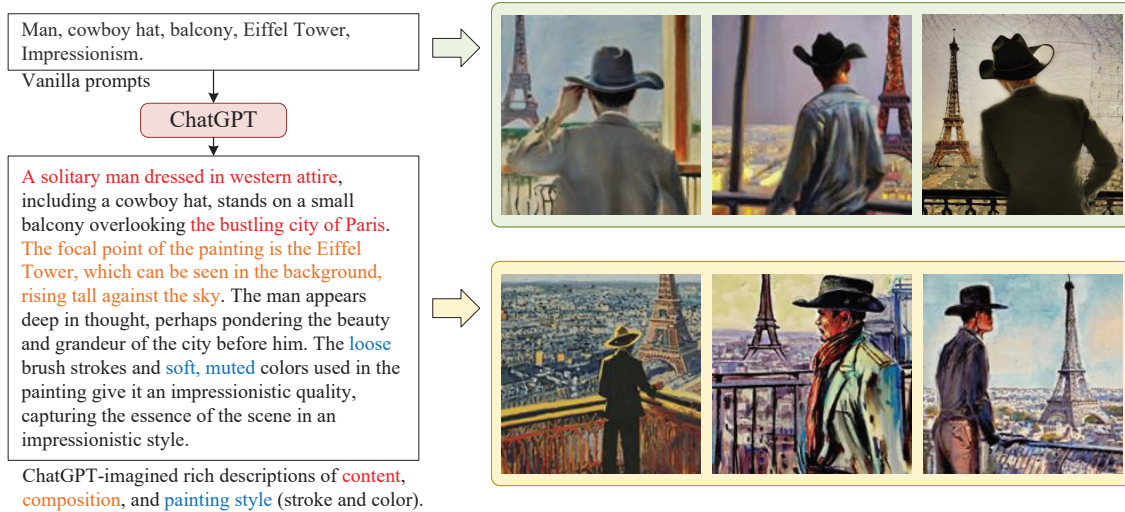 Man, cowboy hat, balcony, Eiffel Tower,
Impressionism.
Vanilla prompts
ChatGPT
A solitary man dressed in western attire,
including a cowboy hat, stands on a small
balcony overlooking the bustling city of Paris.
The focal point of the painting is the Eiffel
Tower, which can be seen in the background,
rising tall against the sky. The man appears
deep in thought, perhaps pondering the beauty
and grandeur of the city before him. The loose
brush strokes and soft, muted colors used in the
painting give it an impressionistic quality,
capturing the essence of the scene in an
impressionistic style.
ChatGPT-imagined rich descriptions of content,
composition, and painting style (stroke and color).